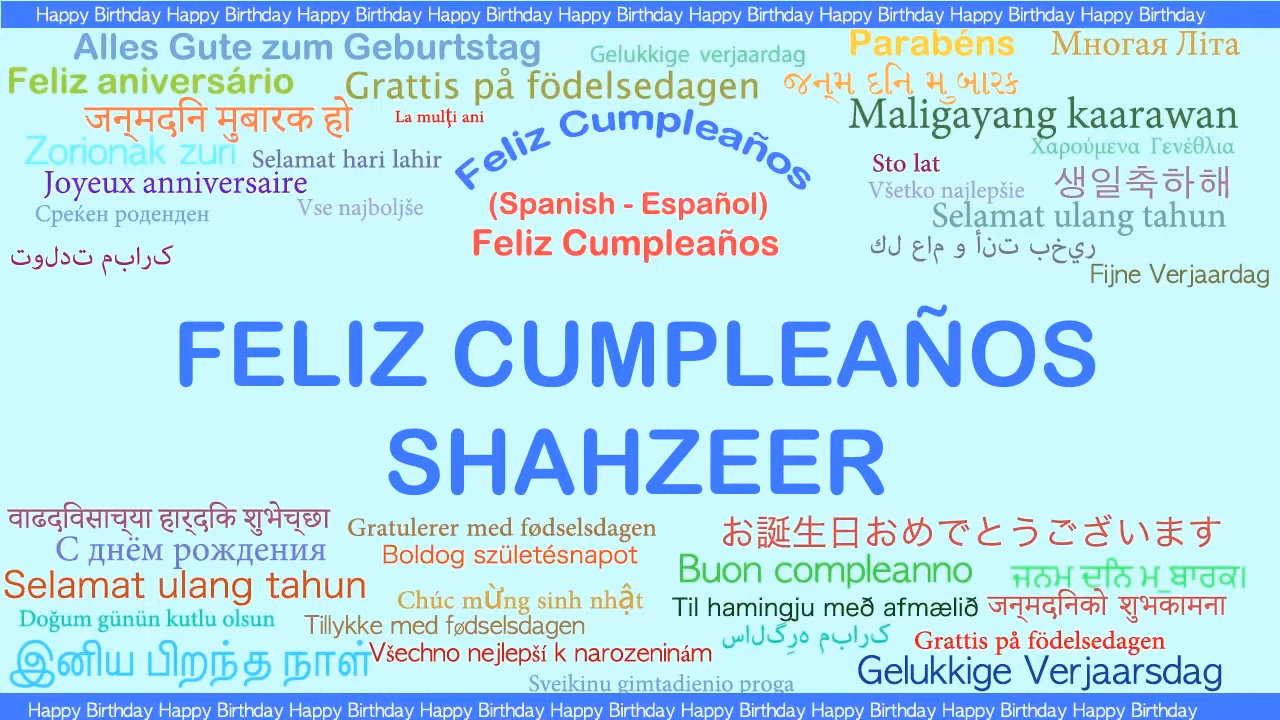 Happy Birthday Happy Birthday Happy Birthday Happy Birthday Happy Birthday Happy Birthday Happy Birthday Happy Birthday Happy Birthday
Alles Gute zum Geburtstag
Gelukkige verjaardag
Parabéns
Многая Літа
Feliz aniversário
Grattis på födelsedagen
જન્મ દિન મુબારક
जन्मदिन मुबारक हो
La mulţi ani
Feliz Cumpleaños
Maligayang kaarawan
Zorionak zuri
Selamat hari lahir
Χαρούμενα Γενέθλια
Sto lat
Joyeux anniversaire
Všetko najlepšie
생일축하해
Среќен роденден
Vse najboljše
(Spanish - Español)
Selamat ulang tahun
Feliz Cumpleaños
تولدت مبارک
كل عام و أنت بخير
Fijne Verjaardag
FELIZ CUMPLEAÑOS
SHAHZEER
वाढदिवसाच्या हार्दिक शुभेच्छा
Gratulerer med fødselsdagen
お誕生日おめでとうございます
С днём рождения
Boldog születésnapot
Buon compleanno
ਜਨਮ ਦਿਨ ਮੁਬਾਰਕ।
Selamat ulang tahun
Chúc mừng sinh nhật
Til hamingju með afmælið
जन्मदिनको शुभकामना
Doğum günün kutlu olsun
Tillykke med fødselsdagen
سالگرہ مبارک
Grattis på födelsedagen
இனிய பிறந்த நாள்
Všechno nejlepší k narozeninám
Gelukkige Verjaarsdag
Sveikinu gimtadienio proga
Happy Birthday Happy Birthday Happy Birthday Happy Birthday Happy Birthday Happy Birthday Happy Birthday Happy Birthday Happy Birthday